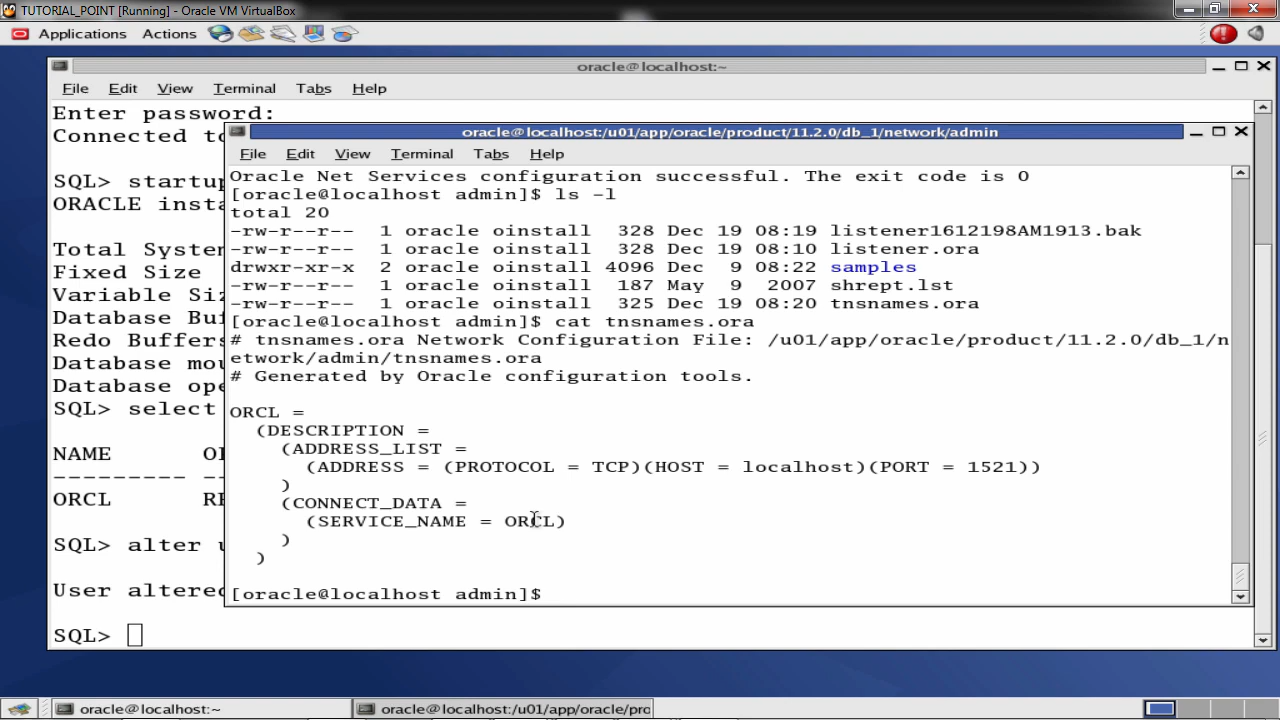 TUTORIAL_POINT [Running] - Oracle VM VirtualBox
Applications Actions
oracle@localhost:~
File Edit View Terminal Tabs Help
Enter password:
Connected to
SQL> startup
ORACLE insta
Total System
Fixed Size
Variable Siz
Database Buf
Redo Buffers
Database mou
Database ope
SQL> select
NAME
--------- --
ORCL
SQL> alter u
User altered
SQL>
oracle@localhost:/u01/app/oracle/product/11.2.0/db_1/network/admin
File Edit View Terminal Tabs Help
Oracle Net Services configuration successful. The exit code is 0
[oracle@localhost admin]$ ls -l
total 20
-rw-r--r-- 1 oracle oinstall 328 Dec 19 08:19 listener1612198AM1913.bak
-rw-r--r-- 1 oracle oinstall 328 Dec 19 08:10 listener.ora
drwxr-xr-x 2 oracle oinstall 4096 Dec 9 08:22 samples
-rw-r--r-- 1 oracle oinstall 187 May 9 2007 shrept.lst
-rw-r--r-- 1 oracle oinstall 325 Dec 19 08:20 tnsnames.ora
[oracle@localhost admin]$ cat tnsnames.ora
# tnsnames.ora Network Configuration File: /u01/app/oracle/product/11.2.0/db_1/n
etwork/admin/tnsnames.ora
# Generated by Oracle configuration tools.
ORCL =
(DESCRIPTION =
(ADDRESS_LIST =
(ADDRESS = (PROTOCOL = TCP)(HOST = localhost)(PORT = 1521))
)
(CONNECT_DATA =
(SERVICE_NAME = ORCL)
)
)
[oracle@localhost admin]$
oracle@localhost:~
oracle@localhost:/u01/app/oracle/pro